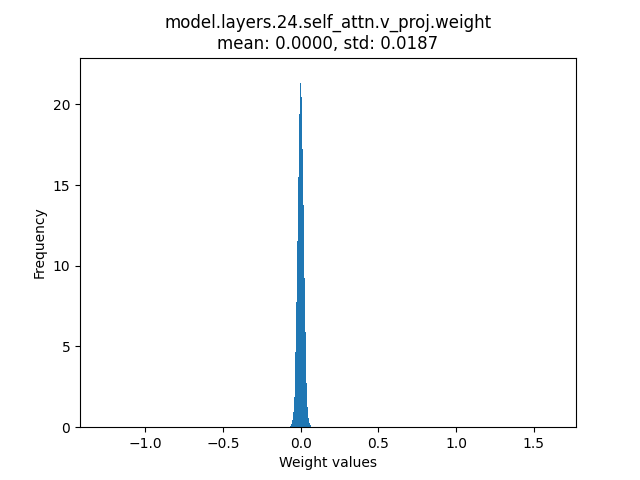 model.layers.24.self_attn.v_proj.weight
mean: 0.0000, std: 0.0187
20
15
10
5
0
Frequency
−1.0 −0.5 0.0 0.5 1.0 1.5
Weight values